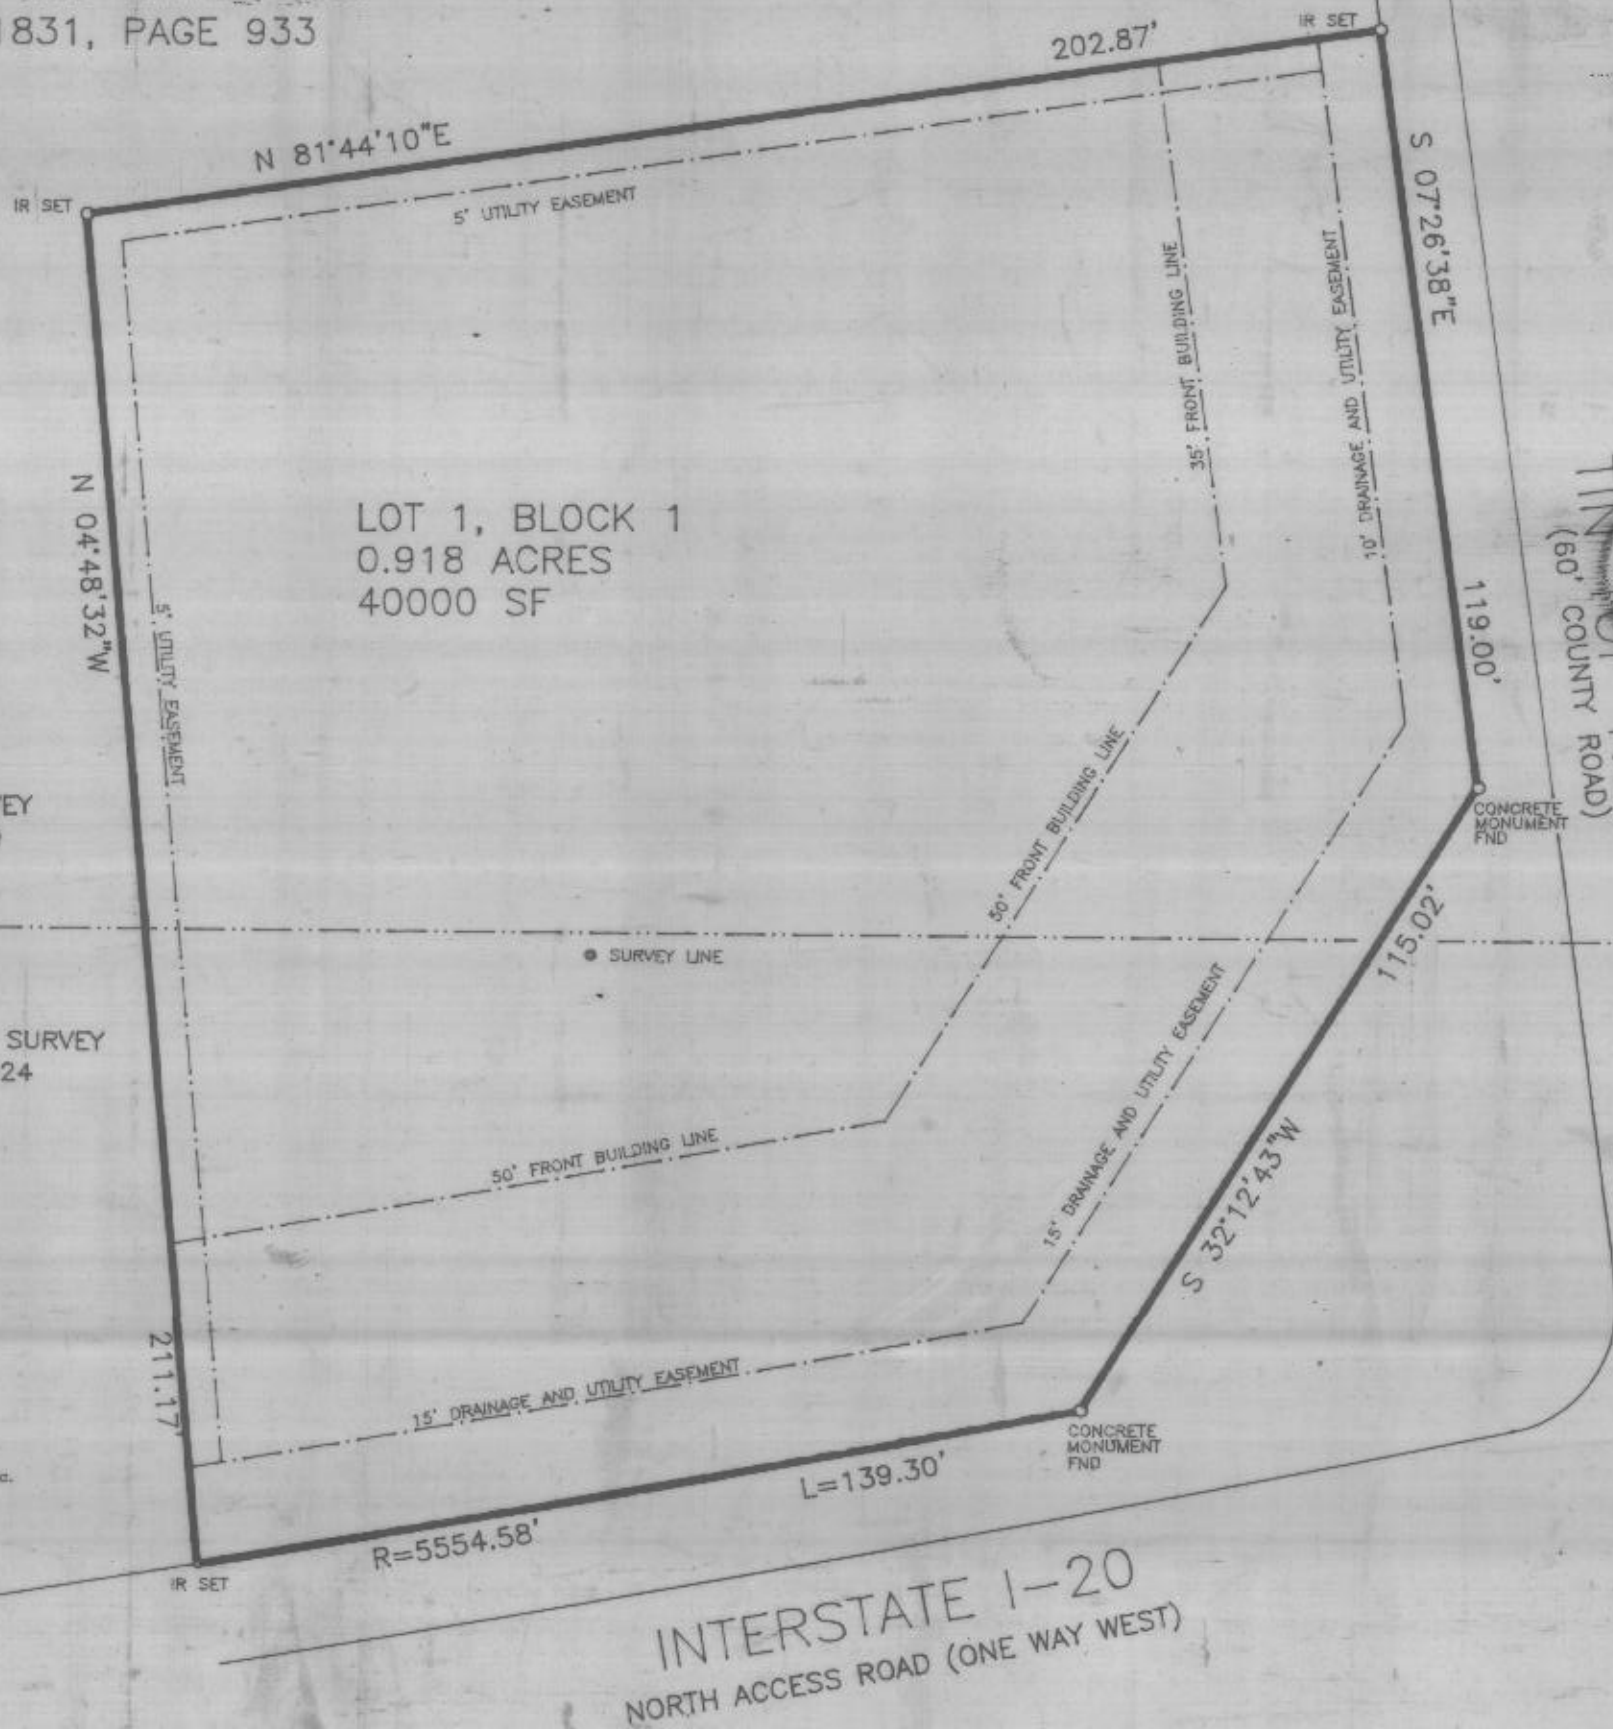 1831, PAGE 933
202.87'
IR SET
N 81°44'10"E
IR SET
5' UTILITY EASEMENT
S 07°26'38"E
35' FRONT BUILDING LINE
10' DRAINAGE AND UTILITY EASEMENT
N 04°48'32"W
LOT 1, BLOCK 1
0.918 ACRES
40000 SF
5' UTILITY EASEMENT
119.00'
(60' COUNTY ROAD)
50' FRONT BUILDING LINE
CONCRETE
MONUMENT
FND
115.02'
SURVEY LINE
SURVEY
24
15' DRAINAGE AND UTILITY EASEMENT
50' FRONT BUILDING LINE
S 32°12'43"W
211.17'
15' DRAINAGE AND UTILITY EASEMENT
CONCRETE
MONUMENT
FND
L=139.30'
R=5554.58'
IR SET
INTERSTATE I-20
NORTH ACCESS ROAD (ONE WAY WEST)